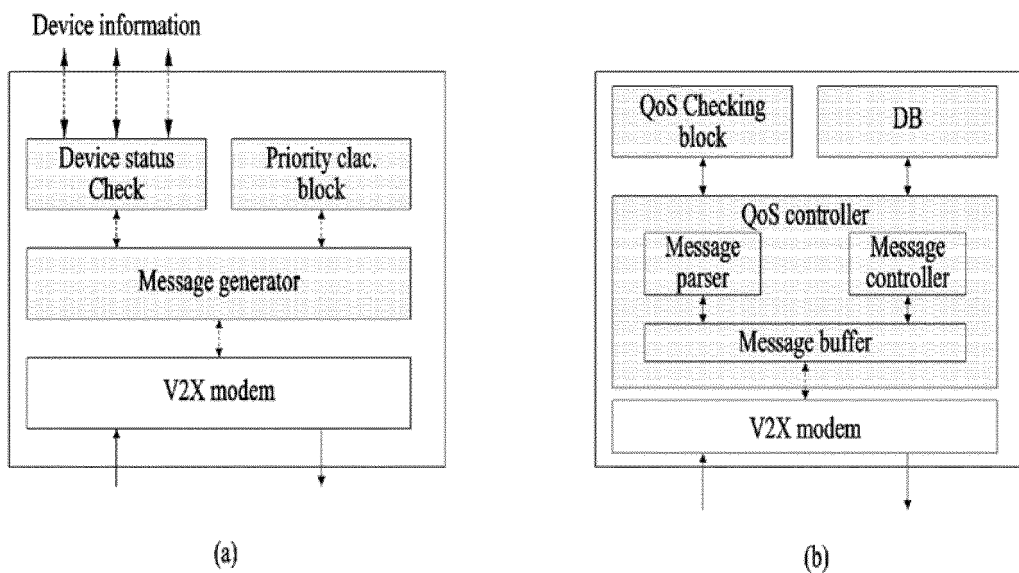 Device information
Device status
Check
Priority clac.
block
Message generator
V2X modem
(a)
QoS Checking
block
DB
QoS controller
Message
parser
Message
controller
Message buffer
V2X modem
(b)